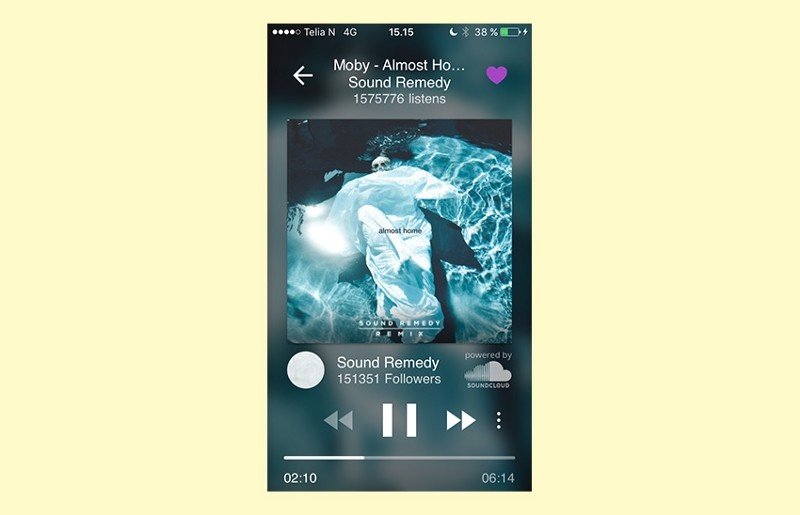 Telia N 4G 15.15 38 %
Moby - Almost Ho...
Sound Remedy
1575776 listens
almost home
SOUND REMEDY
REMIX
Sound Remedy
151351 Followers
powered by
SOUNDCLOUD
02:10 06:14